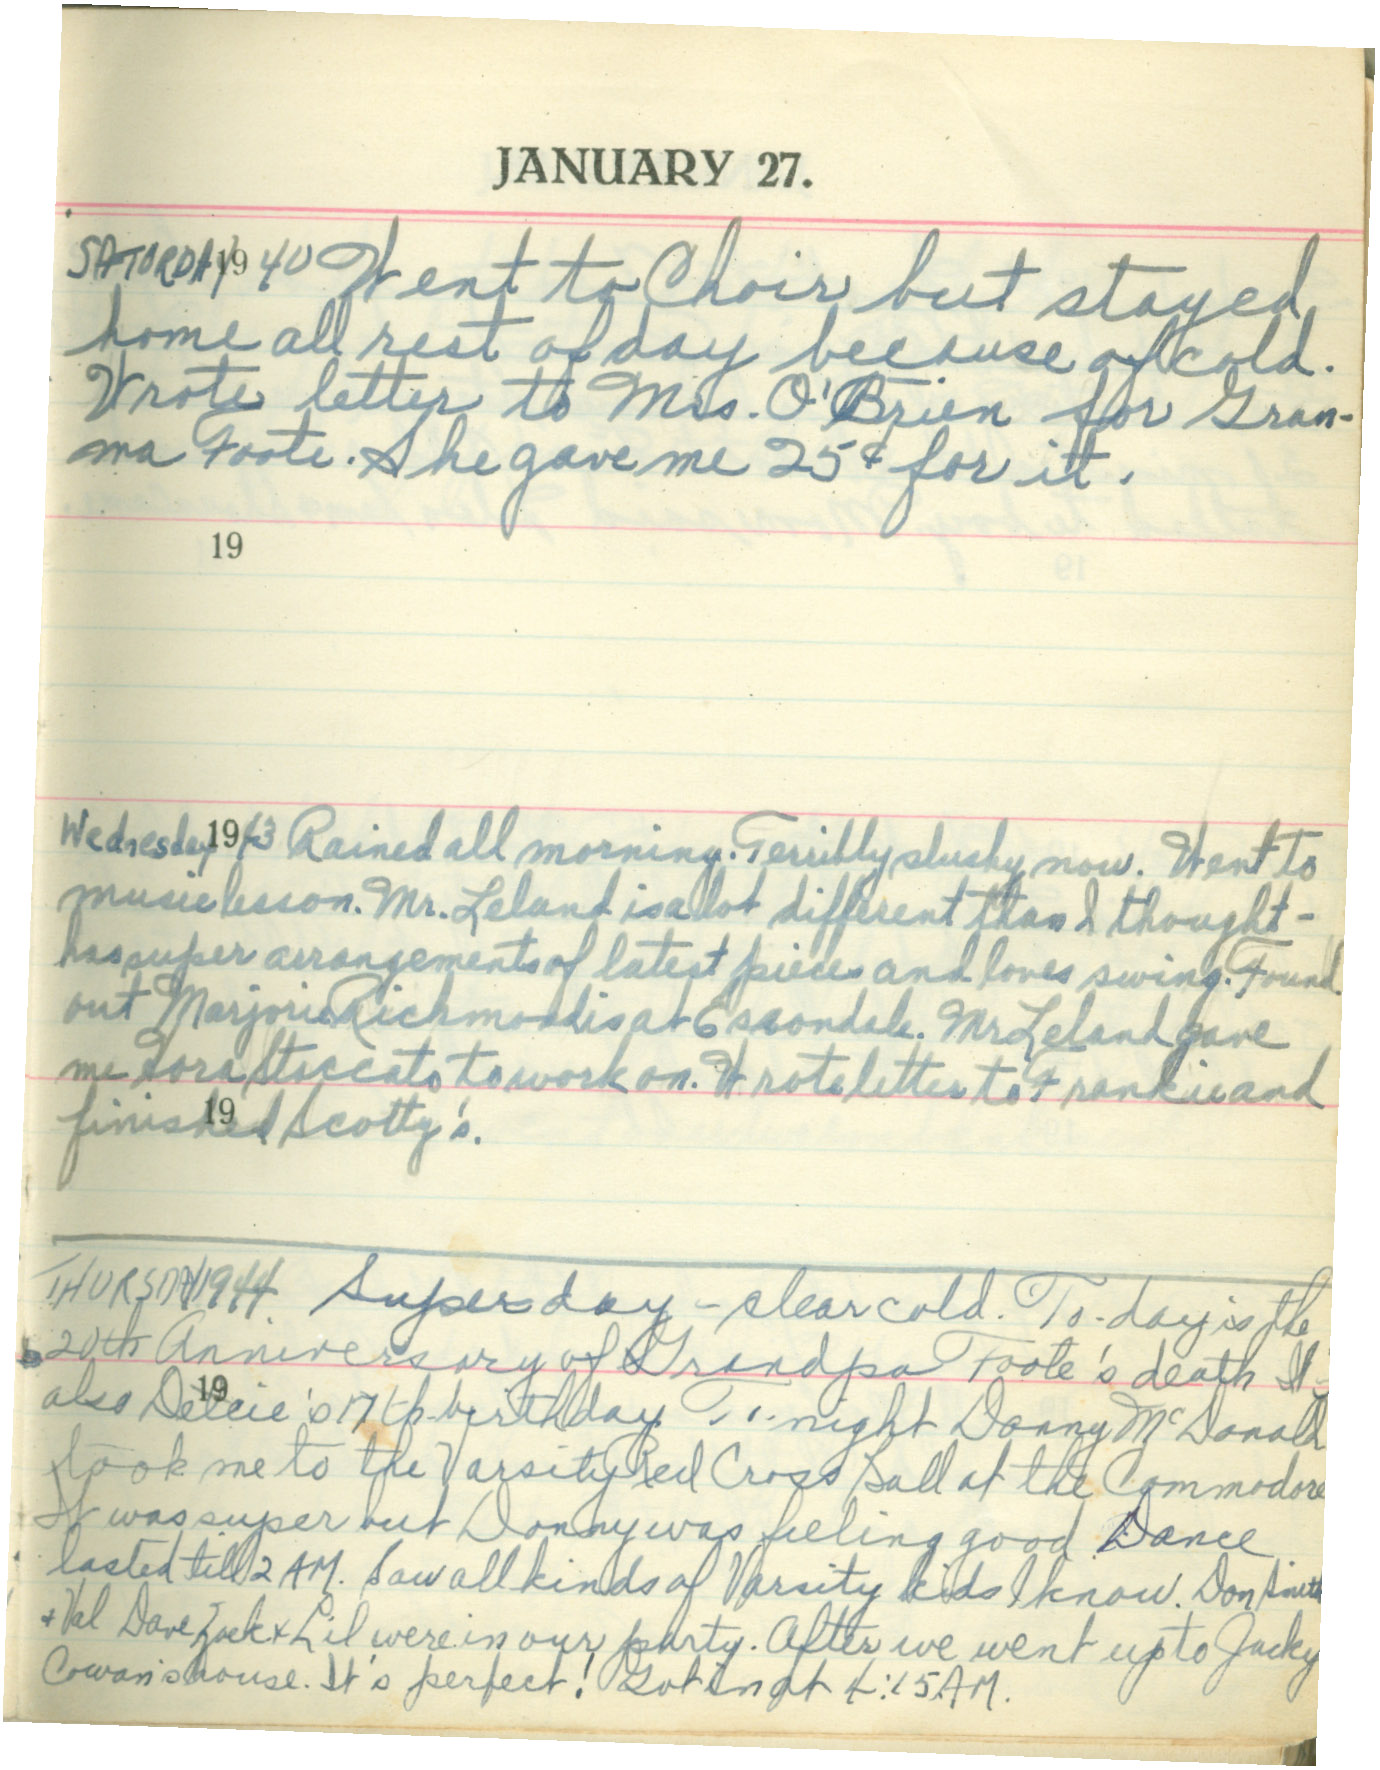 JANUARY 27.
SATURDAY 1940 Went to Choir but stayed
home all rest of day because of cold.
Wrote letter to Mrs. O'Brien for Gran-
ma Foote. She gave me 25¢ for it.
19
Wednesday 1943 Rained all morning. Terribly slushy now. Went to
music lesson. Mr. Leland is a lot different than I thought -
has super arrangements of latest pieces and loves swing. Found
out Marjorie Richmond is at Essondale. Mr Leland gave
me Hora Staccato to work on. Wrote letter to Frankie and
19
finished Scotty's.
THURSDAY 1944 Super day - clear cold. To-day is the
20th Anniversary of Grandpa Foote's death It's
19
also Delcie's 17th birthday. To-night Danny McDonald
took me to the Varsity Red Cross Ball at the Commodore
It was super but Donny was feeling good. Dance
lasted till 2 AM. Saw all kinds of Varsity kids I know. Don Smith
+ Val Dave Zack + Lil were in our party. After we went up to Jacky
Cowan's house. It's perfect! Got in at 4:15 AM.